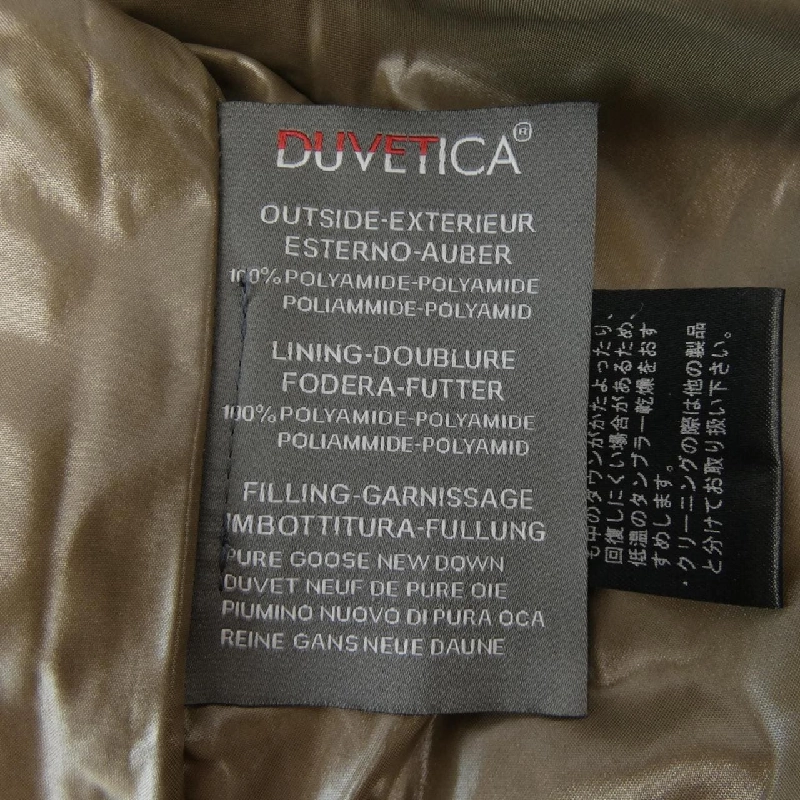 DUVETICA®
OUTSIDE-EXTERIEUR
ESTERNO-AUBER
100% POLYAMIDE-POLYAMIDE
POLIAMMIDE-POLYAMID
LINING-DOUBLURE
FODERA-FUTTER
100% POLYAMIDE-POLYAMIDE
POLIAMMIDE-POLYAMID
FILLING-GARNISSAGE
IMBOTTITURA-FULLUNG
PURE GOOSE NEW DOWN
DUVET NEUF DE PURE OIE
PIUMINO NUOVO DI PURA OCA
REINE GANS NEUE DAUNE
中のダウンがかたよったり、
回復しにくい場合があるため、
低温のタンブラー乾燥をおす
すめします。
・クリーニングの際は他の製品
と分けてお取り扱い下さい。